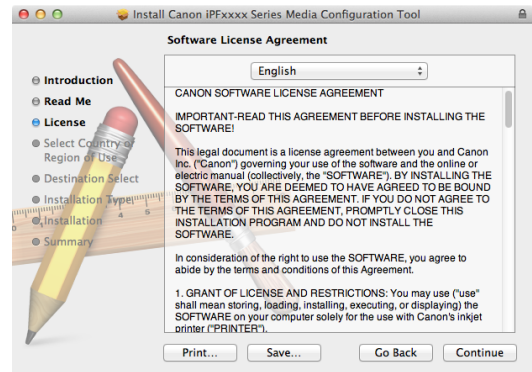 Install Canon iPFxxxx Series Media Configuration Tool
Software License Agreement
Introduction
Read Me
License
Select Country or
Region of Use
Destination Select
Installation Type
Installation
Summary
English
CANON SOFTWARE LICENSE AGREEMENT
IMPORTANT-READ THIS AGREEMENT BEFORE INSTALLING THE
SOFTWARE!
This legal document is a license agreement between you and Canon
Inc. ("Canon") governing your use of the software and the online or
electric manual (collectively, the "SOFTWARE"). BY INSTALLING THE
SOFTWARE, YOU ARE DEEMED TO HAVE AGREED TO BE BOUND
BY THE TERMS OF THIS AGREEMENT. IF YOU DO NOT AGREE TO
THE TERMS OF THIS AGREEMENT, PROMPTLY CLOSE THIS
INSTALLATION PROGRAM AND DO NOT INSTALL THE
SOFTWARE.
In consideration of the right to use the SOFTWARE, you agree to
abide by the terms and conditions of this Agreement.
1. GRANT OF LICENSE AND RESTRICTIONS: You may use ("use"
shall mean storing, loading, installing, executing, or displaying) the
SOFTWARE on your computer solely for the use with Canon's inkjet
printer ("PRINTER").
Print...
Save...
Go Back
Continue